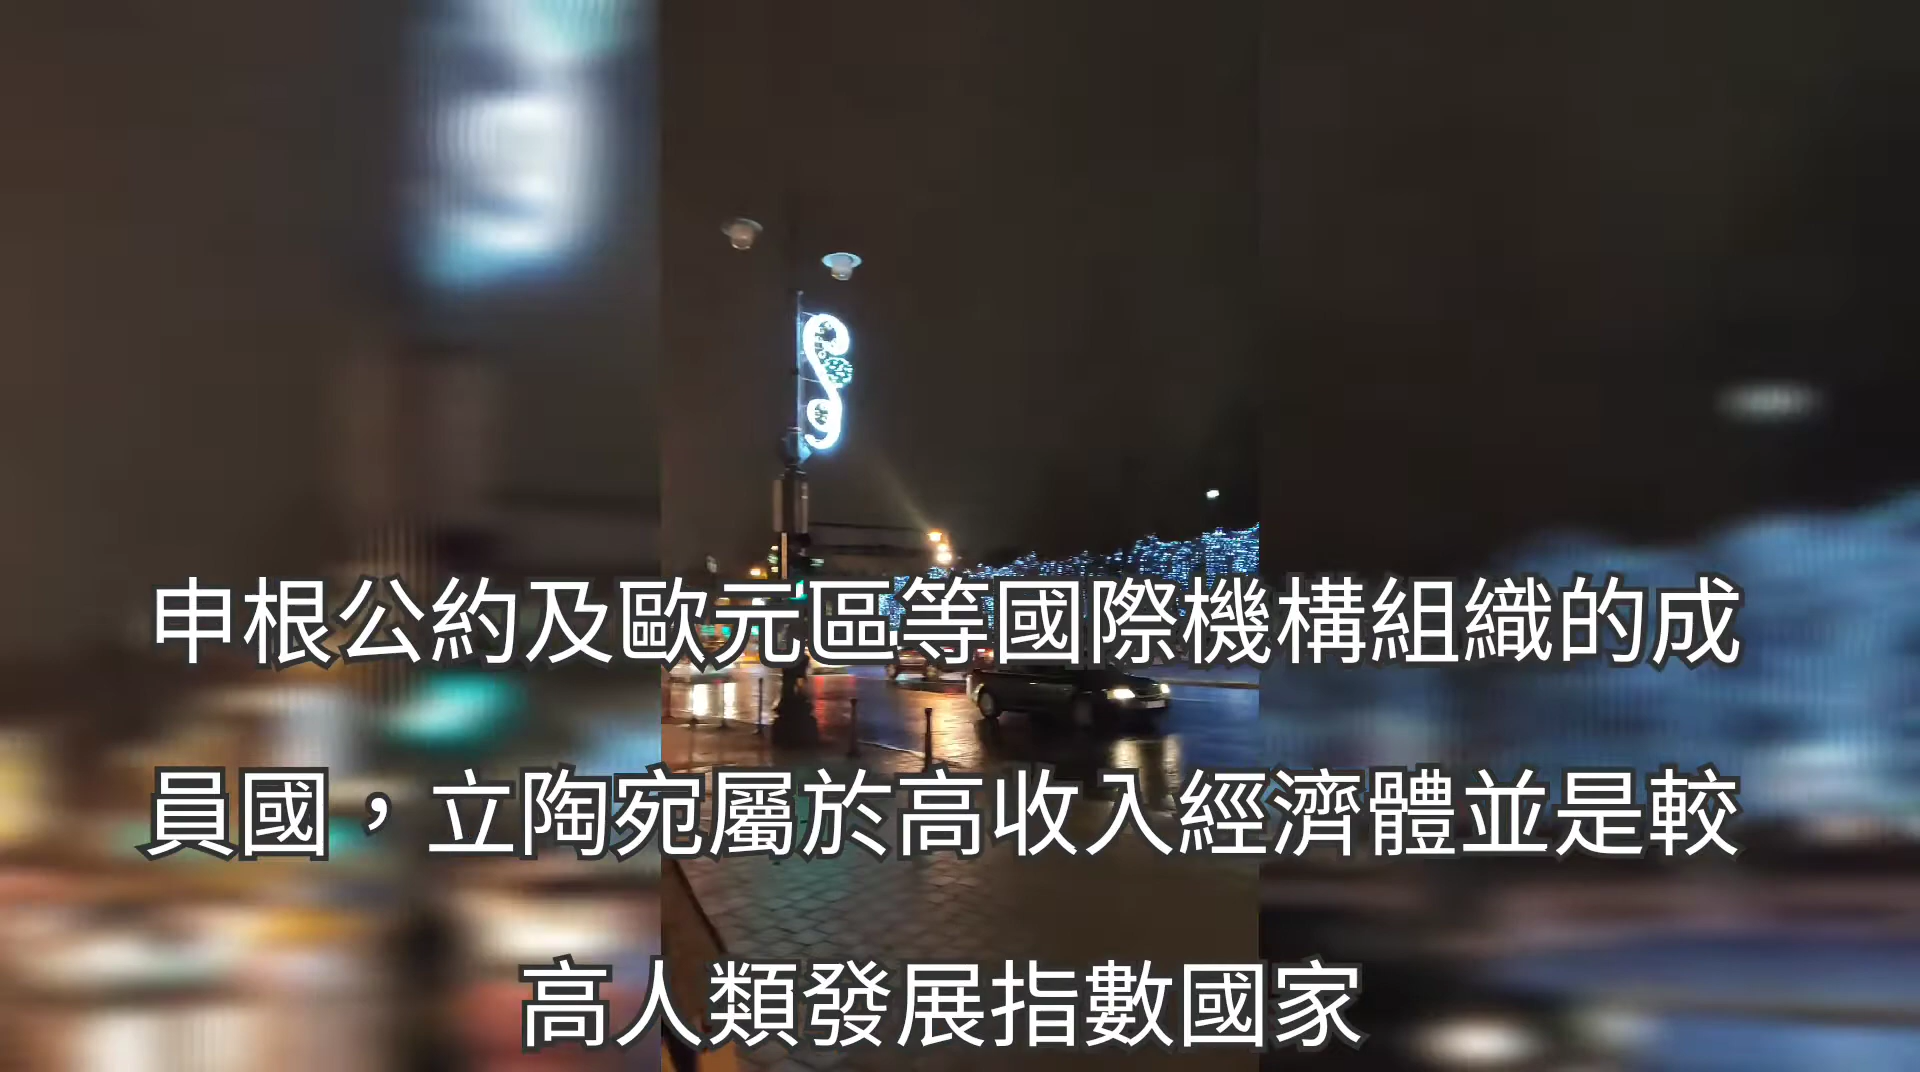 申根公約及歐元區等國際機構組織的成
員國，立陶宛屬於高收入經濟體並是較
高人類發展指數國家